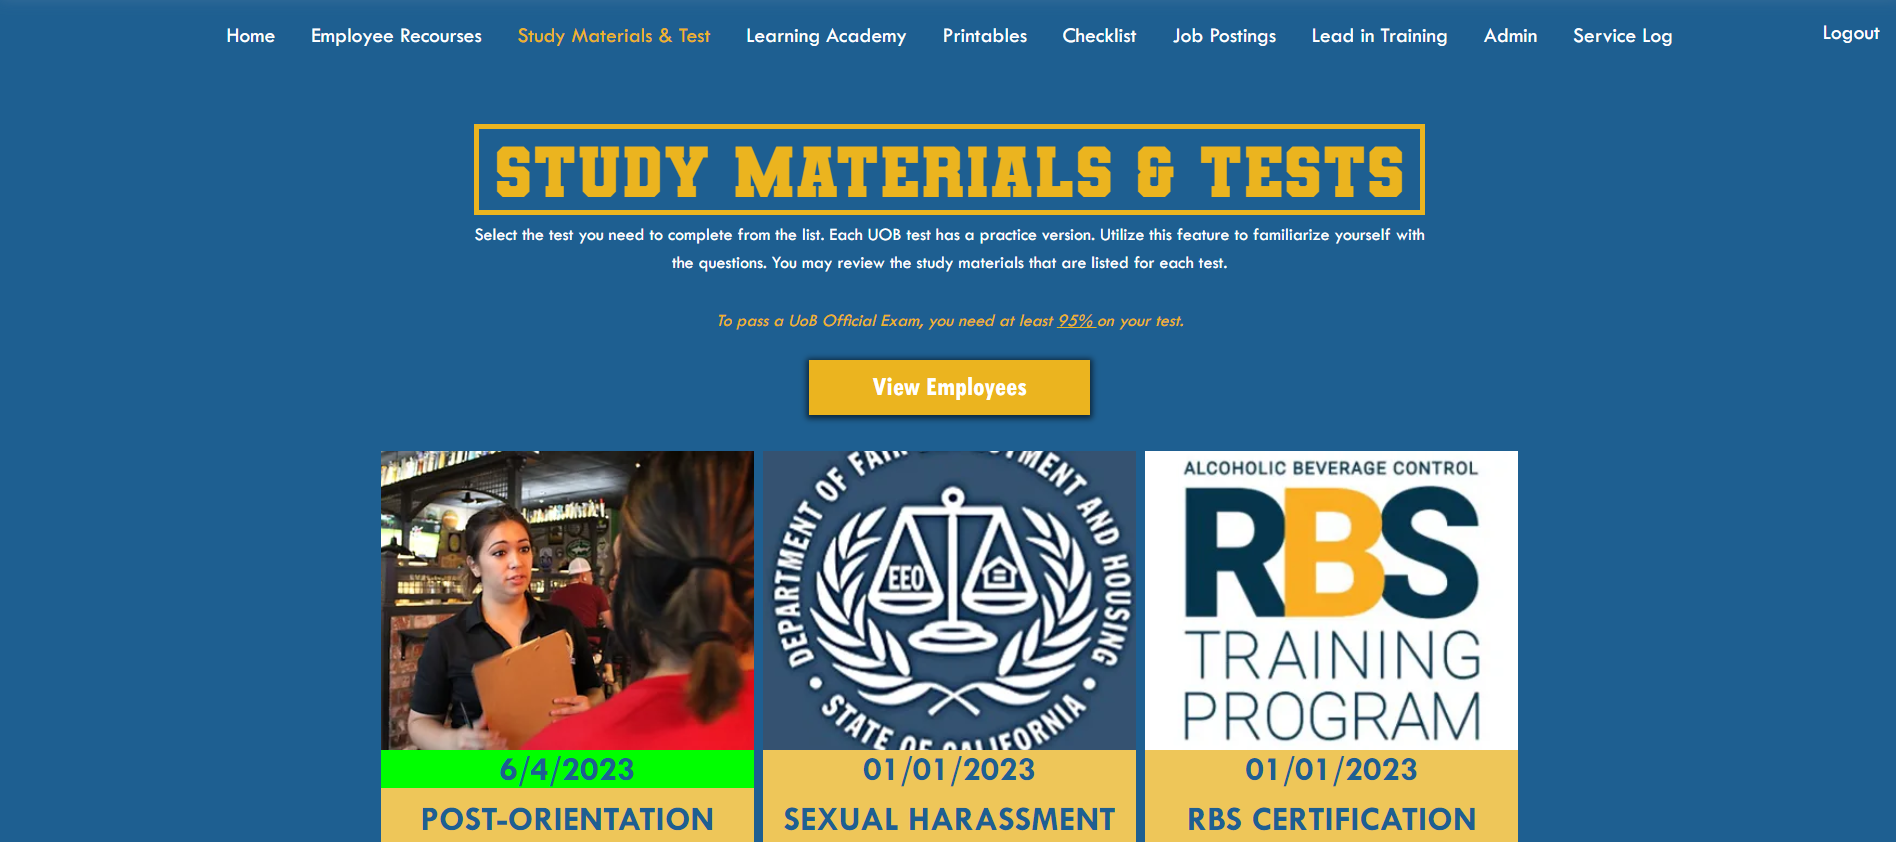 Home Employee Recourses Study Materials & Test Learning Academy Printables Checklist Job Postings Lead in Training Admin Service Log Logout
STUDY MATERIALS & TESTS
Select the test you need to complete from the list. Each UOB test has a practice version. Utilize this feature to familiarize yourself with
the questions. You may review the study materials that are listed for each test.
To pass a UoB Official Exam, you need at least 95% on your test.
View Employees
DEPARTMENT OF FAIR
MENT AND HOUSING
EEO
• STATE OF CALIFORNIA •
ALCOHOLIC BEVERAGE CONTROL
RBS
TRAINING
PROGRAM
6/4/2023
01/01/2023
01/01/2023
POST-ORIENTATION
SEXUAL HARASSMENT
RBS CERTIFICATION